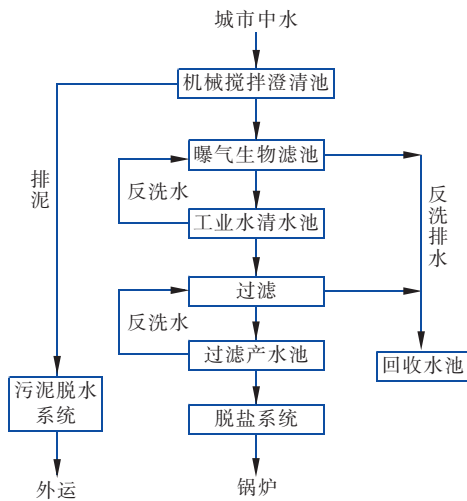 城市中水
机械搅拌澄清池
曝气生物滤池
反洗水
排泥
工业水清水池
反洗排水
过滤
反洗水
过滤产水池
回收水池
污泥脱水
系统
脱盐系统
外运
锅炉